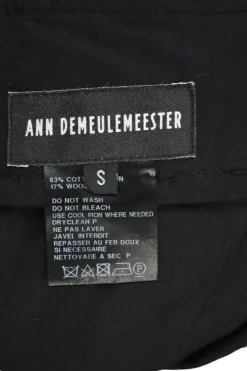 ANN DEMEULEMEESTER
S
83% COT N
17% WOO
DO NOT WASH
DO NOT BLEACH
USE COOL IRON WHERE NEEDED
DRYCLEAN P
NE PAS LAVER
JAVEL INTERDIT
REPASSER AU FER DOUX
SI NECESSAIRE
NETTOYAGE A SEC P